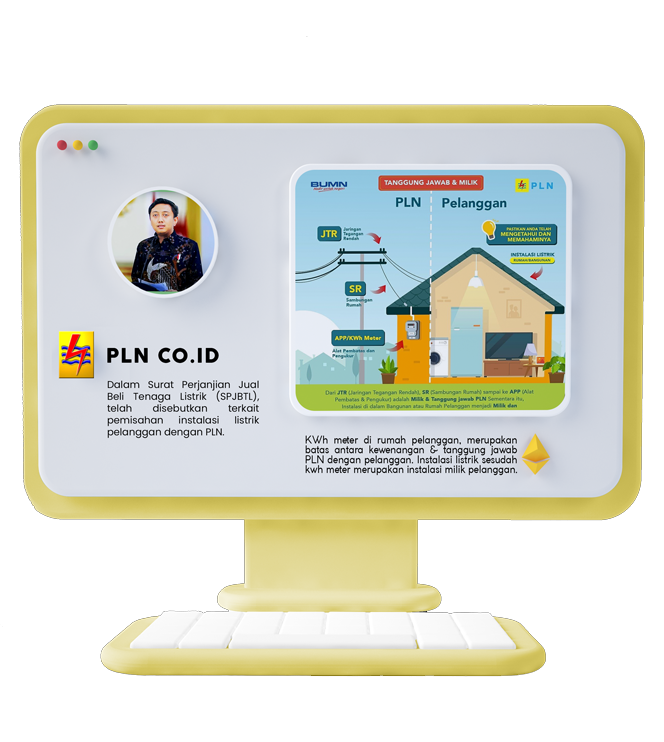 PLN CO.ID
Dalam Surat Perjanjian Jual
Beli Tenaga Listrik (SPJBTL),
telah disebutkan terkait
pemisahan instalasi listrik
pelanggan dengan PLN.
BUMN
TANGGUNG JAWAB & MILIK
PLN
PLN
Pelanggan
JTR
Jaringan
Tegangan
Rendah
PASTIKAN ANDA TELAH
MENGETAHUI DAN
MEMAHAMINYA
INSTALASI LISTRIK
RUMAH/BANGUNAN
SR
Sambungan
Rumah
APP/KWh Meter
Alat Pembatas dan
Pengukur
Dari JTR (Jaringan Tegangan Rendah), SR (Sambungan Rumah) sampai ke APP (Alat
Pembatas & Pengukur) adalah Milik & Tanggung jawab PLN Sementara itu,
Instalasi di dalam Bangunan atau Rumah Pelanggan menjadi Milik dan
KWh meter di rumah pelanggan, merupakan
batas antara kewenangan & tanggung jawab
PLN dengan pelanggan. Instalasi listrik sesudah
kwh meter merupakan instalasi milik pelanggan.